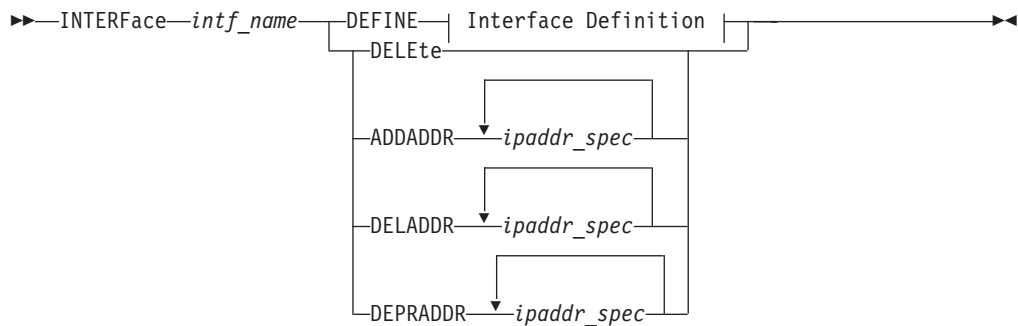 INTERFace intf_name DEFINE Interface Definition
DELEte
ADDADDR ipaddr_spec
DELADDR ipaddr_spec
DEPRADDR ipaddr_spec